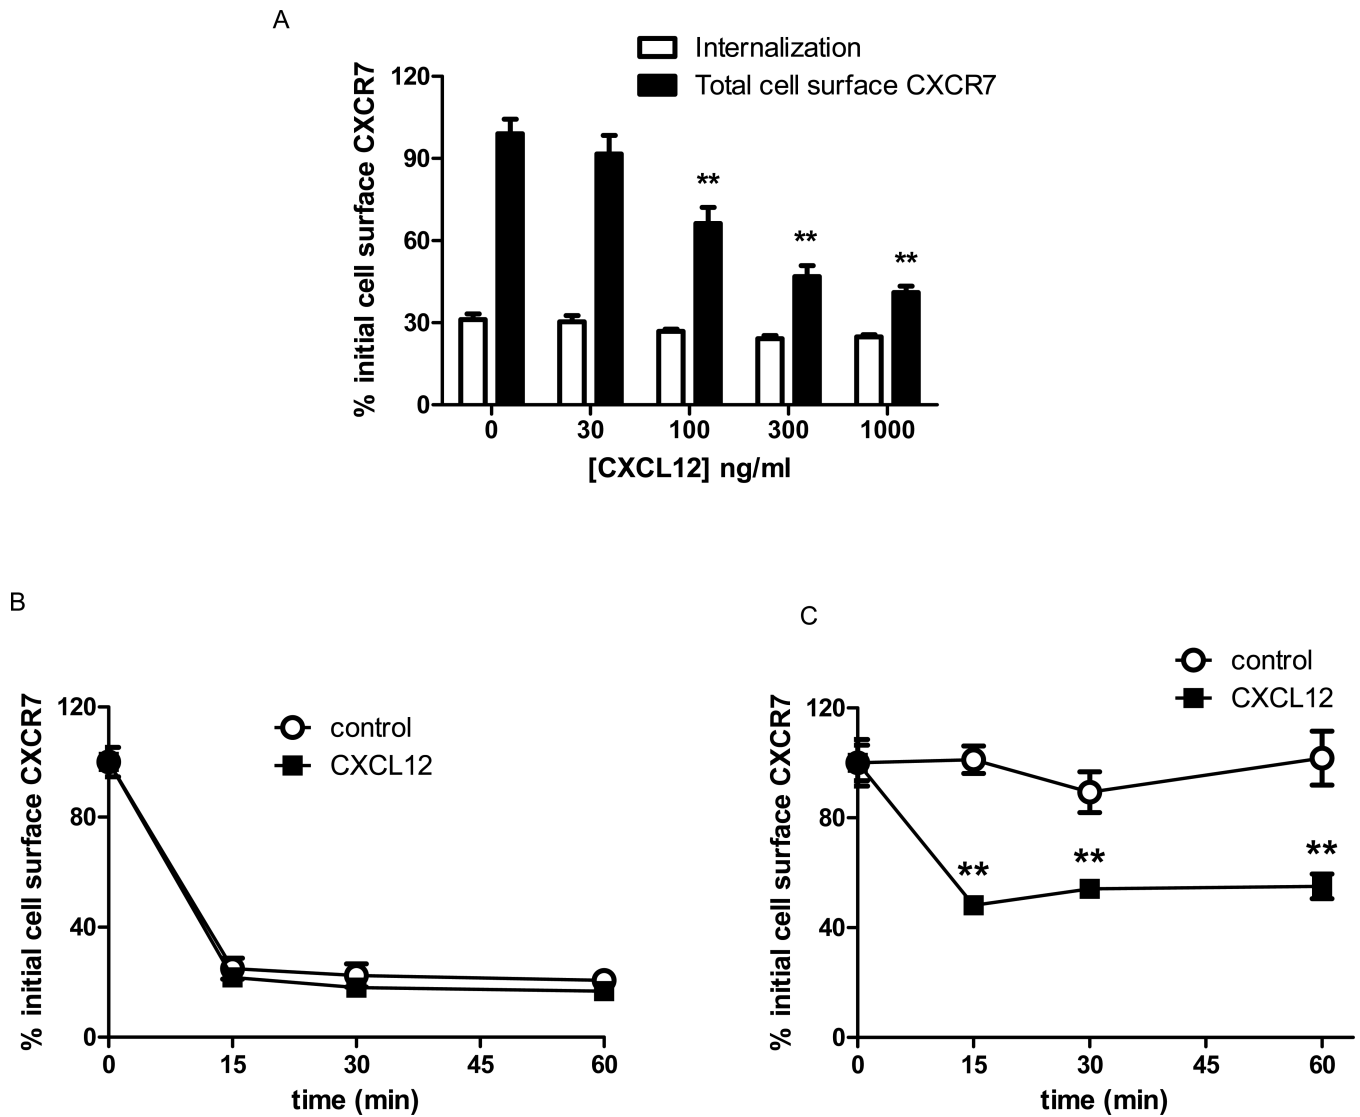 A
Internalization
Total cell surface CXCR7
% initial cell surface CXCR7
120
90
60
30
0
**
**
**
0 30 100 300 1000
[CXCL12] ng/ml
B
control
CXCL12
% initial cell surface CXCR7
120
80
40
0
0 15 30 45 60
time (min)
C
control
CXCL12
% initial cell surface CXCR7
120
80
40
0
**
**
**
0 15 30 45 60
time (min)